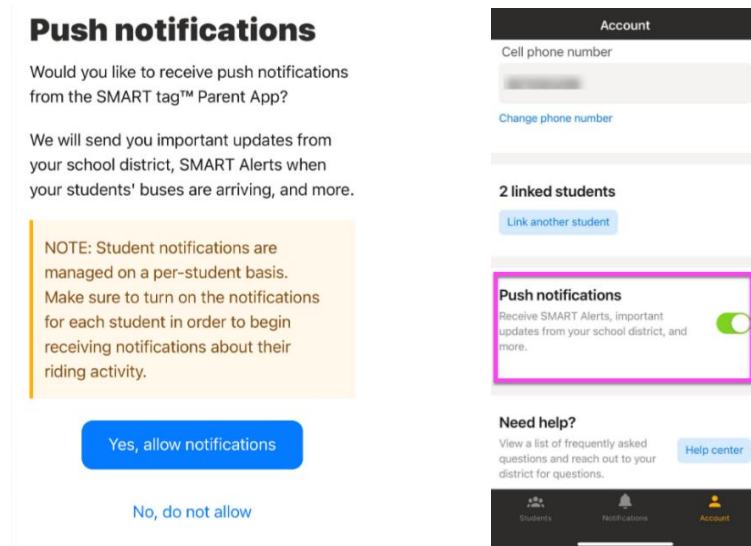 Push notifications
Would you like to receive push notifications
from the SMART tag™ Parent App?
We will send you important updates from
your school district, SMART Alerts when
your students' buses are arriving, and more.
NOTE: Student notifications are
managed on a per-student basis.
Make sure to turn on the notifications
for each student in order to begin
receiving notifications about their
riding activity.
Yes, allow notifications
No, do not allow
Account
Cell phone number
Change phone number
2 linked students
Link another student
Push notifications
Receive SMART Alerts, important
updates from your school district, and
more.
Need help?
View a list of frequently asked
questions and reach out to your
district for questions.
Help center
Students
Notifications
Account